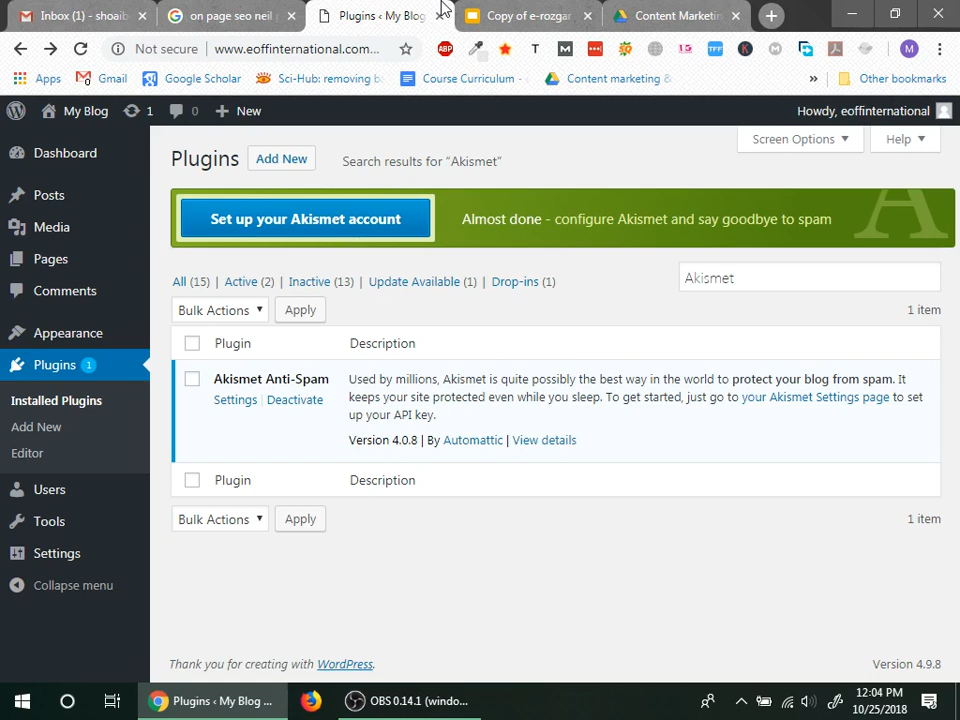 Inbox (1) - shoaib
on page seo neil
Plugins ‹ My Blog
Copy of e-rozgar
Content Marketin
Not secure | www.eoffinternational.com...
ABP
T
M
TFF
K
M
M
Apps
Gmail
Google Scholar
Sci-Hub: removing ba
Course Curriculum -
Content marketing &
»
Other bookmarks
My Blog
1
0
New
Howdy, eoffinternational
Dashboard
Posts
Media
Pages
Comments
Appearance
Plugins 1
Installed Plugins
Add New
Editor
Users
Tools
Settings
Collapse menu
Screen Options
Help
Plugins
Add New
Search results for “Akismet”
Set up your Akismet account
Almost done - configure Akismet and say goodbye to spam
A
All (15) | Active (2) | Inactive (13) | Update Available (1) | Drop-ins (1)
Akismet
Bulk Actions
Apply
1 item
Plugin
Description
Akismet Anti-Spam
Settings | Deactivate
Used by millions, Akismet is quite possibly the best way in the world to protect your blog from spam. It
keeps your site protected even while you sleep. To get started, just go to your Akismet Settings page to set
up your API key.
Version 4.0.8 | By Automattic | View details
Plugin
Description
Bulk Actions
Apply
1 item
Thank you for creating with WordPress.
Version 4.9.8
Plugins ‹ My Blog ...
OBS 0.14.1 (windo...
12:04 PM
10/25/2018